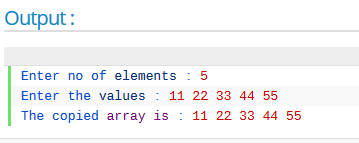 Output :
Enter no of elements : 5
Enter the values : 11 22 33 44 55
The copied array is : 11 22 33 44 55